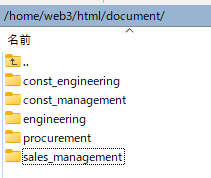 /home/web3/html/document/
名前
..
const_engineering
const_management
engineering
procurement
sales_management